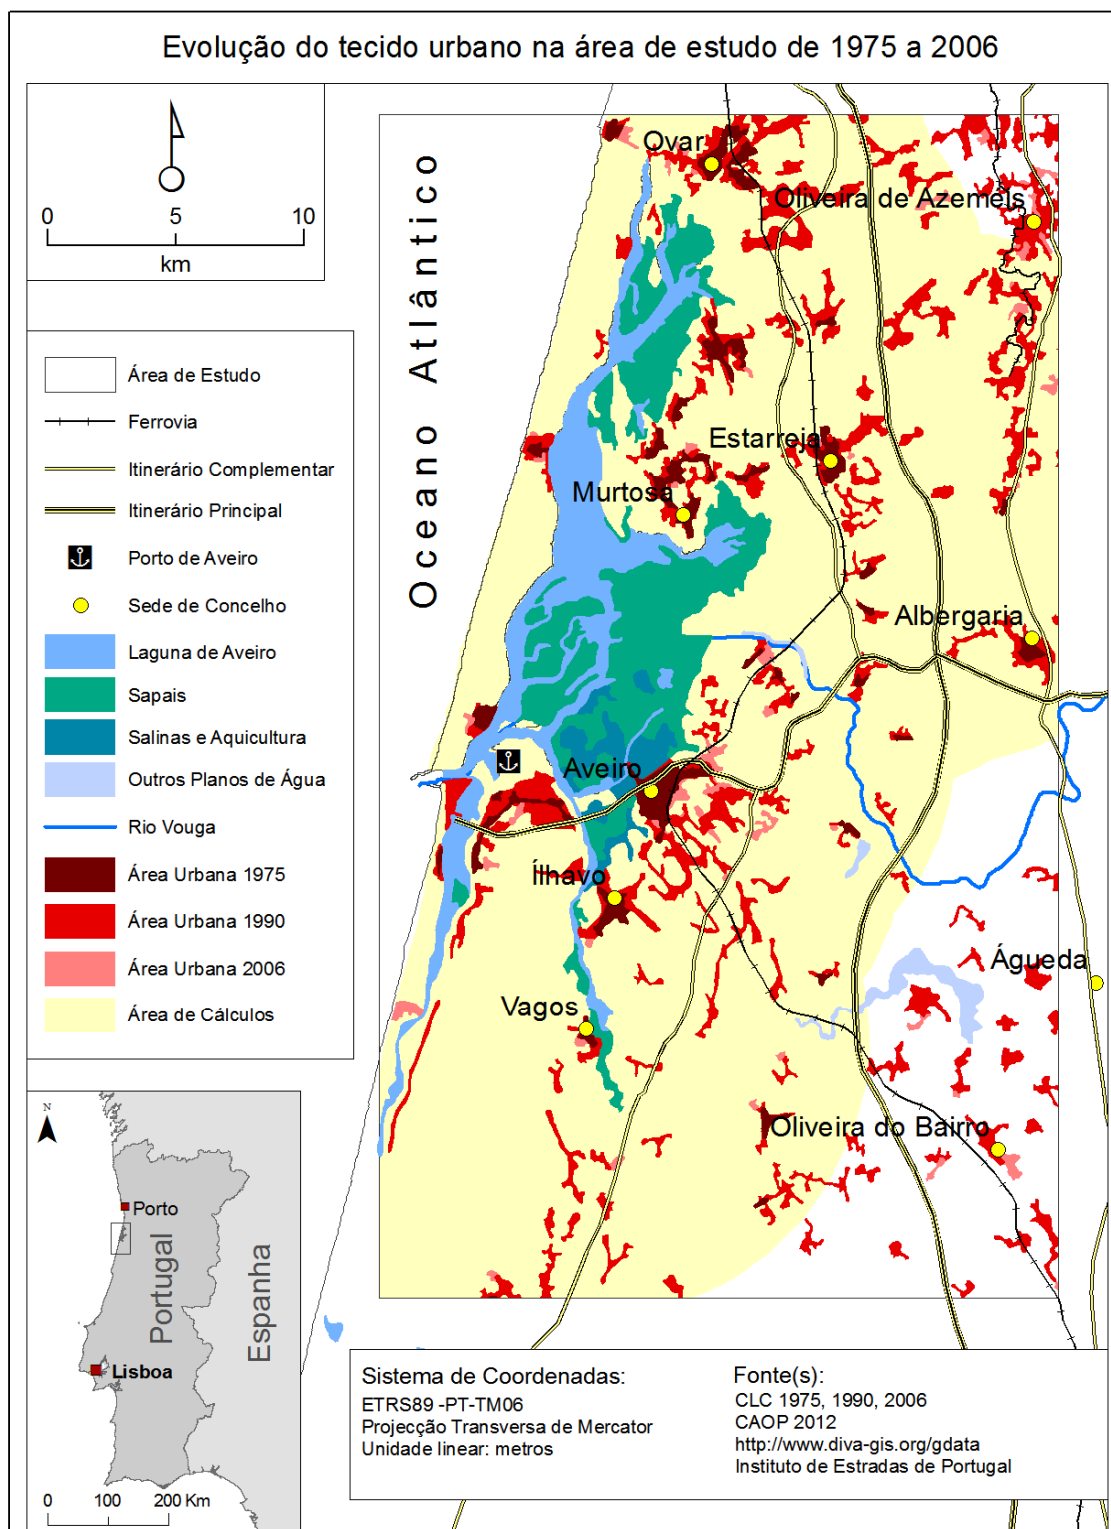 Evolução do tecido urbano na área de estudo de 1975 a 2006
0 5 10
km
Área de Estudo
Ferrovia
Itinerário Complementar
Itinerário Principal
Porto de Aveiro
Sede de Concelho
Laguna de Aveiro
Sapais
Salinas e Aquicultura
Outros Planos de Água
Rio Vouga
Área Urbana 1975
Área Urbana 1990
Área Urbana 2006
Área de Cálculos
Oceano Atlântico
Ovar
Oliveira de Azeméis
Estarreja
Murtosa
Albergaria
Aveiro
Ílhavo
Águeda
Vagos
Oliveira do Bairro
N
Porto
Portugal
Espanha
Lisboa
0 100 200 Km
Sistema de Coordenadas:
ETRS89 -PT-TM06
Projecção Transversa de Mercator
Unidade linear: metros
Fonte(s):
CLC 1975, 1990, 2006
CAOP 2012
http://www.diva-gis.org/gdata
Instituto de Estradas de Portugal